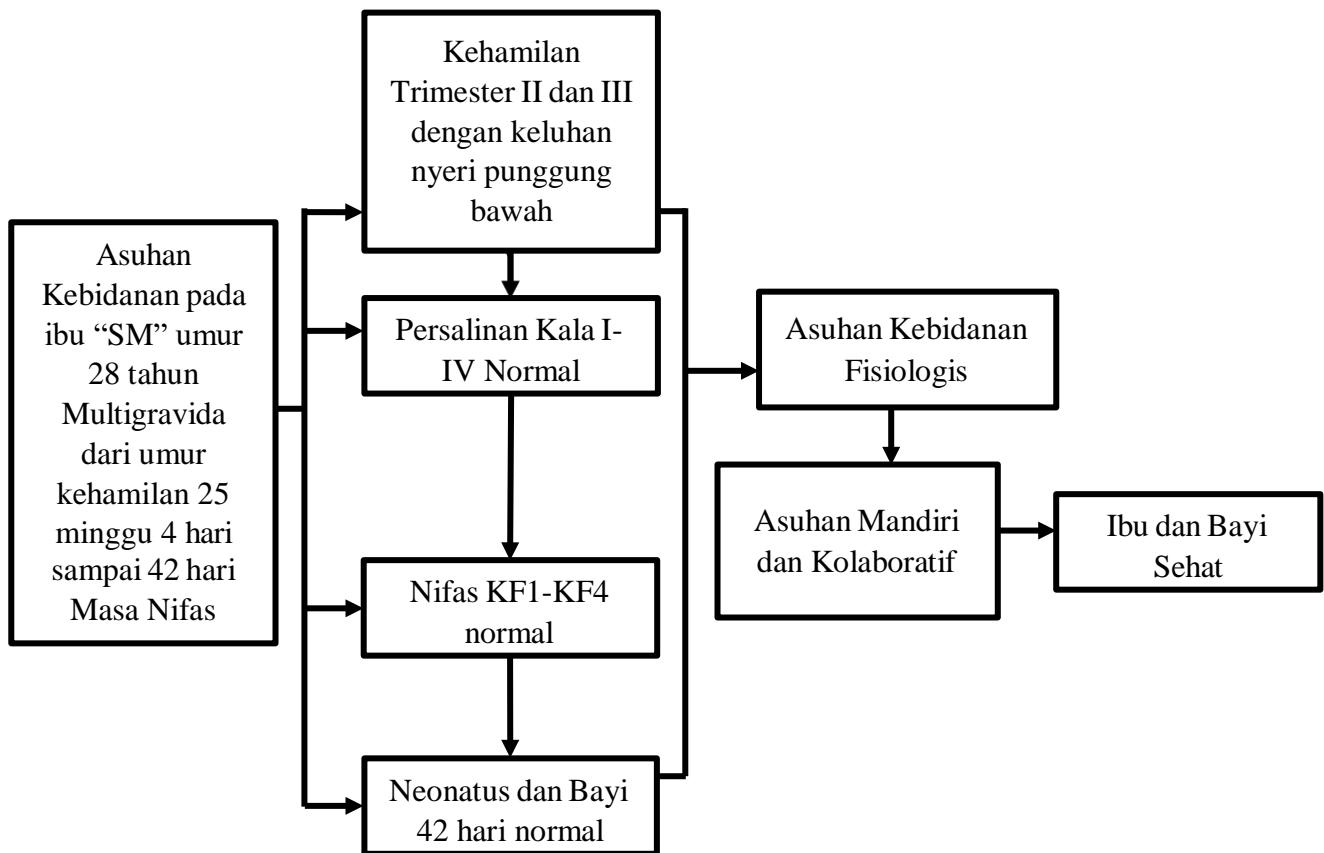 Kehamilan
Trimester II dan III
dengan keluhan
nyeri punggung
bawah
Asuhan
Kebidanan pada
ibu “SM” umur
28 tahun
Multigravida
dari umur
kehamilan 25
minggu 4 hari
sampai 42 hari
Masa Nifas
Persalinan Kala I-
IV Normal
Asuhan Kebidanan
Fisiologis
Asuhan Mandiri
dan Kolaboratif
Ibu dan Bayi
Sehat
Nifas KF1-KF4
normal
Neonatus dan Bayi
42 hari normal